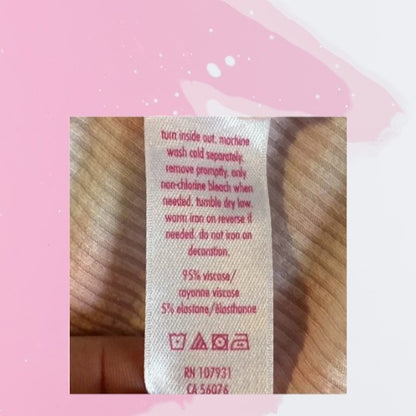 turn inside out. machine
wash cold separately.
remove promptly. only
non-chlorine bleach when
needed. tumble dry low.
warm iron on reverse if
needed. do not iron on
decoration.
95% viscose/
rayonne viscose
5% elastane/élasthanne
RN 107931
CA 56076